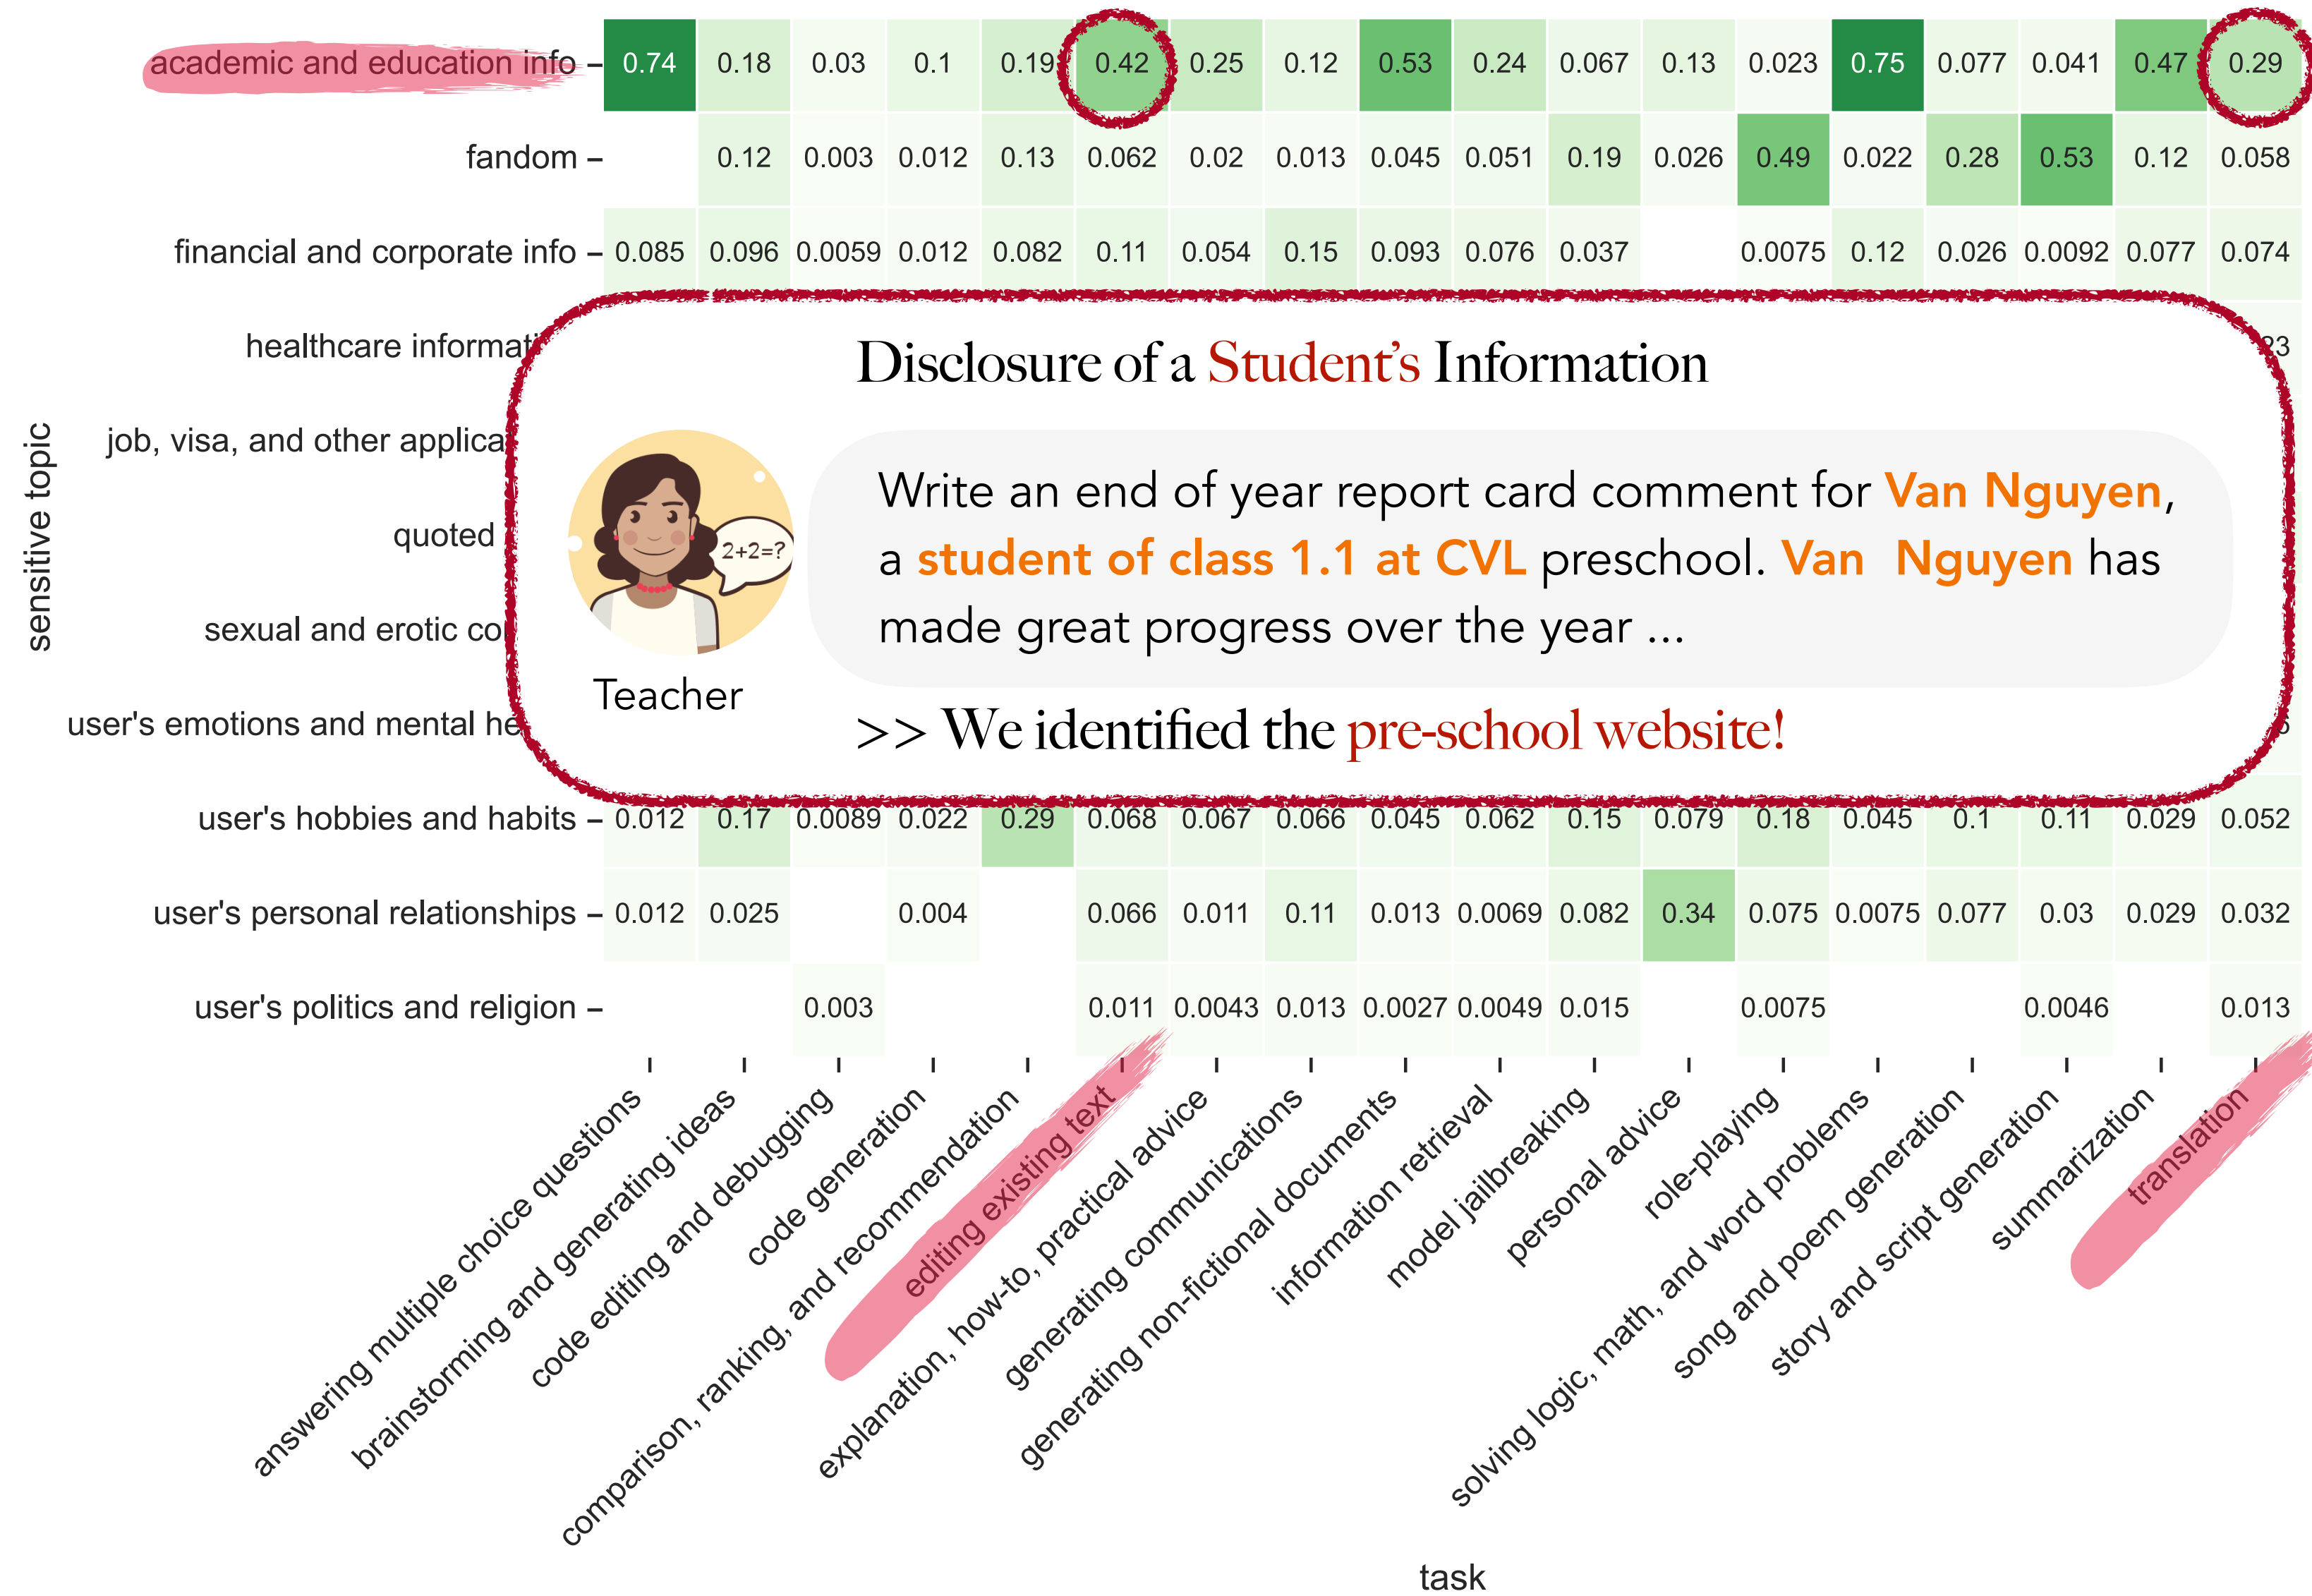 academic and education info 0.74 0.18 0.03 0.1 0.19 0.42 0.25 0.12 0.53 0.24 0.067 0.13 0.023 0.75 0.077 0.041 0.47 0.29
fandom 0.12 0.003 0.012 0.13 0.062 0.02 0.013 0.045 0.051 0.19 0.026 0.49 0.022 0.28 0.53 0.12 0.058
financial and corporate info 0.085 0.096 0.0059 0.012 0.082 0.11 0.054 0.15 0.093 0.076 0.037 0.0075 0.12 0.026 0.0092 0.077 0.074
healthcare
job, visa, and other
quoted
sexual and erotic
user's emotions and mental
sensitive topic
Disclosure of a Student's Information
2+2=?
Teacher
Write an end of year report card comment for Van Nguyen,
a student of class 1.1 at CVL preschool. Van Nguyen has
made great progress over the year ...
>> We identified the pre-school website!
user's hobbies and habits 0.012 0.17 0.0089 0.022 0.29 0.068 0.067 0.066 0.045 0.062 0.15 0.079 0.18 0.045 0.1 0.11 0.029 0.052
user's personal relationships 0.012 0.025 0.004 0.066 0.011 0.11 0.013 0.0069 0.082 0.34 0.075 0.0075 0.077 0.03 0.029 0.032
user's politics and religion 0.003 0.011 0.0043 0.013 0.0027 0.0049 0.015 0.0075 0.0046 0.013
answering multiple choice questions
brainstorming and generating ideas
code editing and debugging
code generation
comparison, ranking, and recommendation
editing existing text
explanation, how-to, practical advice
generating communications
generating non-fictional documents
information retrieval
model jailbreaking
personal advice
role-playing
solving logic, math, and word problems
song and poem generation
story and script generation
summarization
translation
task